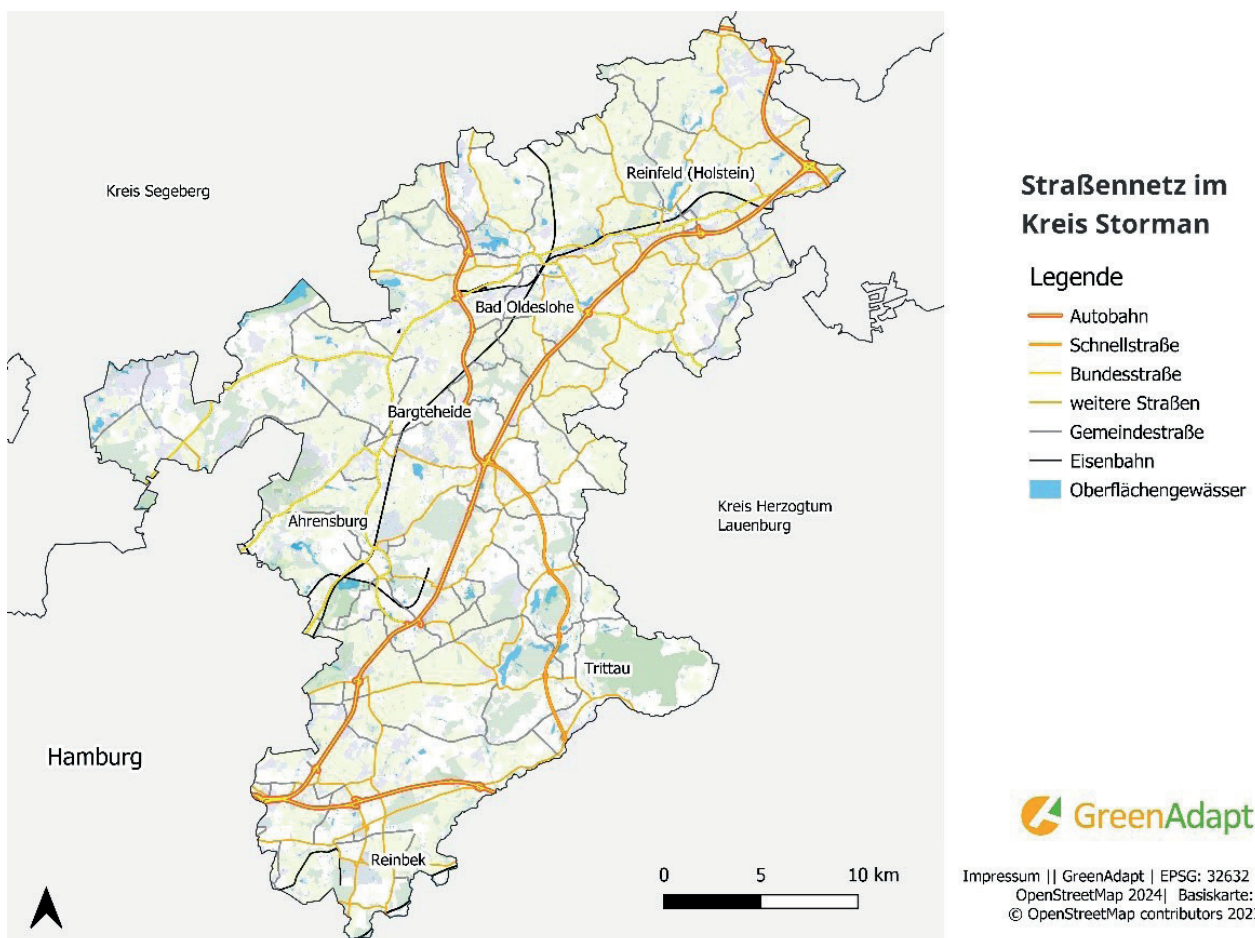 Kreis Segeberg
Reinfeld (Holstein)
Bad Oldeslohe
Bargteheide
Ahrensburg
Kreis Herzogtum
Lauenburg
Trittau
Hamburg
Reinbek
0 5 10 km
Straßennetz im
Kreis Storman
Legende
Autobahn
Schnellstraße
Bundesstraße
weitere Straßen
Gemeindestraße
Eisenbahn
Oberflächengewässer
GreenAdapt
Impressum || GreenAdapt | EPSG: 32632
OpenStreetMap 2024| Basiskarte:
© OpenStreetMap contributors